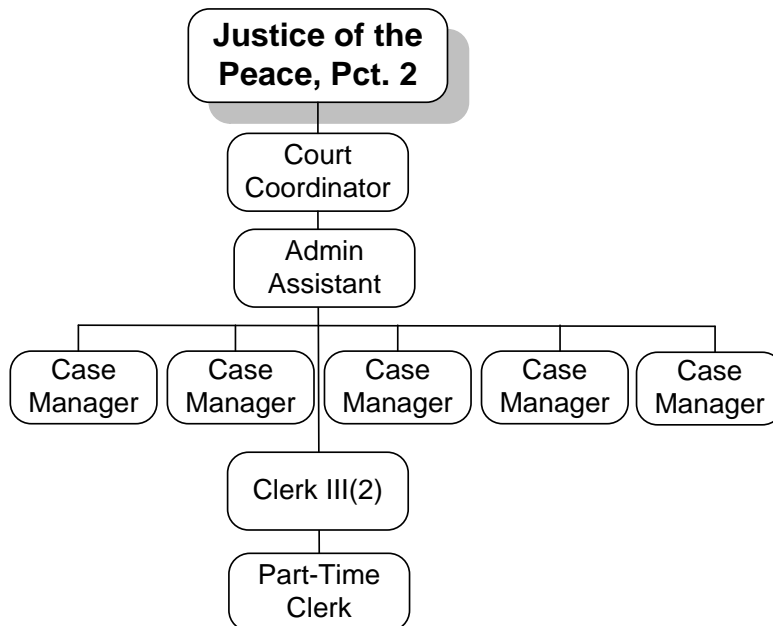 Justice of the
Peace, Pct. 2
Court
Coordinator
Admin
Assistant
Case
Manager
Case
Manager
Case
Manager
Case
Manager
Case
Manager
Clerk III(2)
Part-Time
Clerk